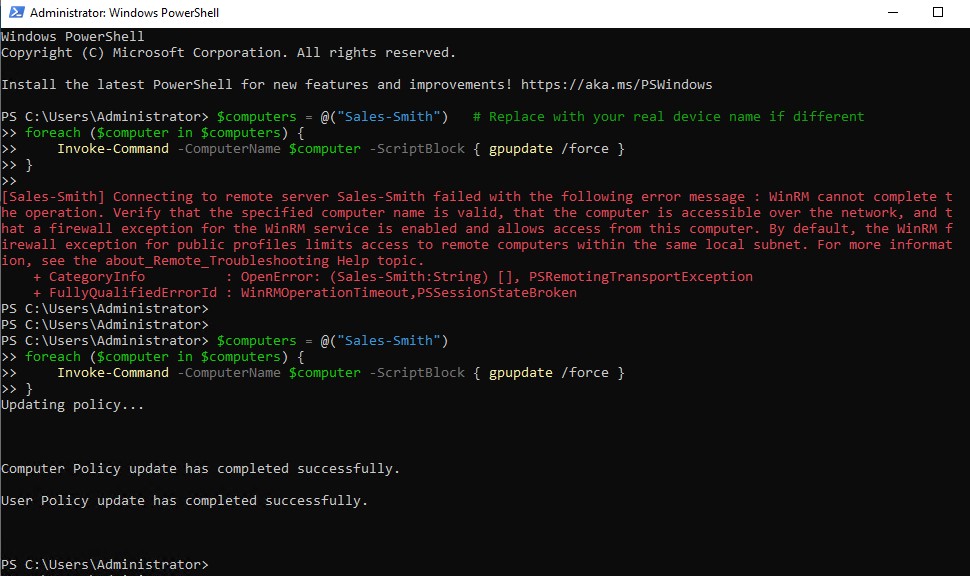 Administrator: Windows PowerShell
Windows PowerShell
Copyright (C) Microsoft Corporation. All rights reserved.
Install the latest PowerShell for new features and improvements! https://aka.ms/PSWindows
PS C:\Users\Administrator> $computers = @("Sales-Smith")   # Replace with your real device name if different
>> foreach ($computer in $computers) {
>>     Invoke-Command -ComputerName $computer -ScriptBlock { gpupdate /force }
>> }
>>
[Sales-Smith] Connecting to remote server Sales-Smith failed with the following error message : WinRM cannot complete t
he operation. Verify that the specified computer name is valid, that the computer is accessible over the network, and t
hat a firewall exception for the WinRM service is enabled and allows access from this computer. By default, the WinRM f
irewall exception for public profiles limits access to remote computers within the same local subnet. For more informat
ion, see the about_Remote_Troubleshooting Help topic.
    + CategoryInfo          : OpenError: (Sales-Smith:String) [], PSRemotingTransportException
    + FullyQualifiedErrorId : WinRMOperationTimeout,PSSessionStateBroken
PS C:\Users\Administrator>
PS C:\Users\Administrator>
PS C:\Users\Administrator> $computers = @("Sales-Smith")
>> foreach ($computer in $computers) {
>>     Invoke-Command -ComputerName $computer -ScriptBlock { gpupdate /force }
>> }
Updating policy...
Computer Policy update has completed successfully.
User Policy update has completed successfully.
PS C:\Users\Administrator>